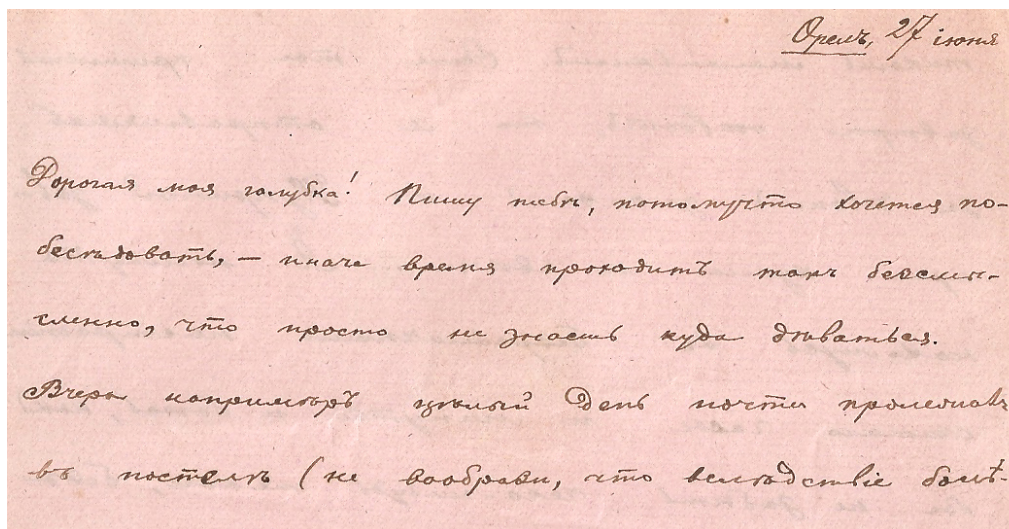 Орелъ, 27 іюня
Дорогая моя голубка! Пишу тебѣ, потомучто хочется по-
бесѣдовать, — иначе время проходитъ такъ безсмы-
сленно, что просто не знаешь куда дѣваться.
Вчера напримѣръ цѣлый день почти пролежалъ
въ постелѣ (не вообрази, что вслѣдствіе болѣ-